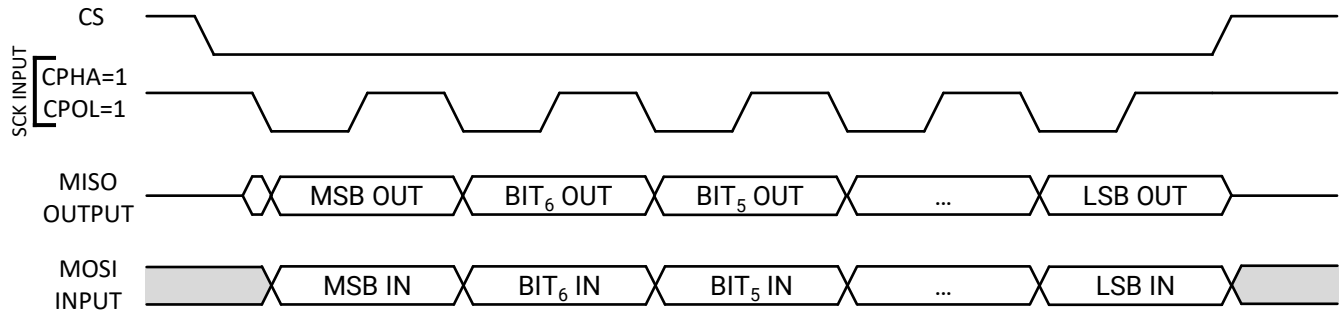 CS
SCK INPUT
CPHA=1
CPOL=1
MISO
OUTPUT
MSB OUT
BIT₆ OUT
BIT₅ OUT
...
LSB OUT
MOSI
INPUT
MSB IN
BIT₆ IN
BIT₅ IN
...
LSB IN